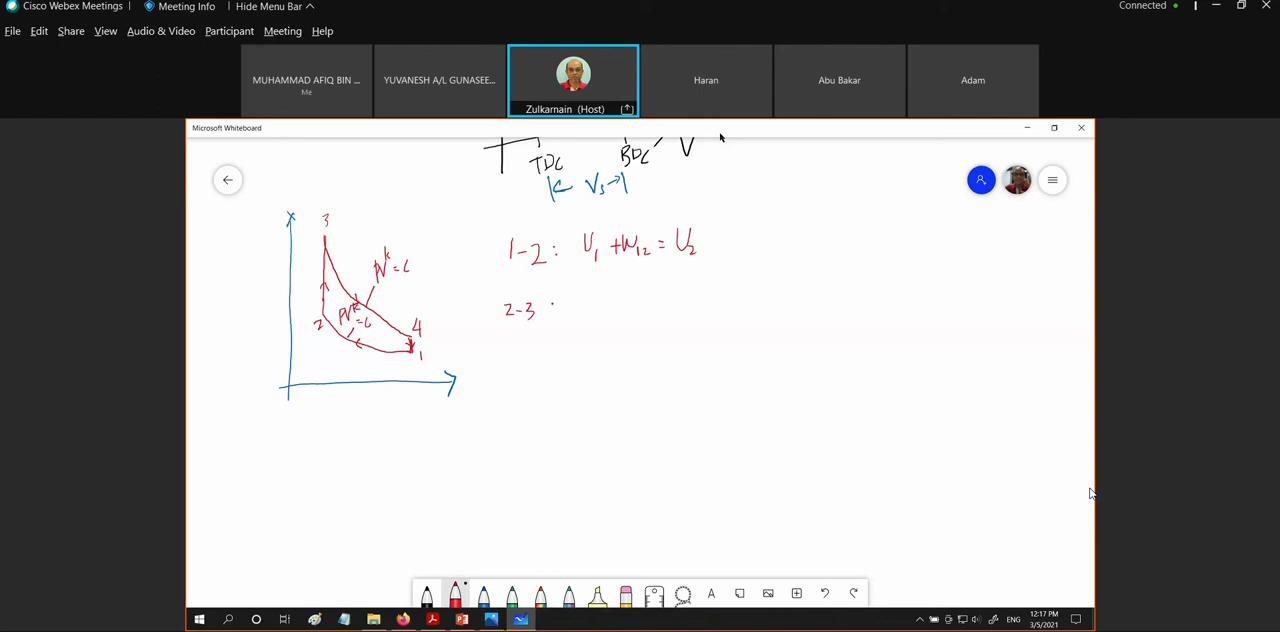 Cisco Webex Meetings
Meeting Info
Hide Menu Bar
Connected
File Edit Share View Audio & Video Participant Meeting Help
MUHAMMAD AFIQ BIN ...
Me
YUVANESH A/L GUNASEE...
Zulkarnain (Host)
Haran
Abu Bakar
Adam
Microsoft Whiteboard
TDC
BDC
V
Vs
3
PVᵏ = C
2
PVᵏ
= C
4
1
1-2 : U₁ + W₁₂ = U₂
2-3
A
ENG
12:17 PM
3/5/2021